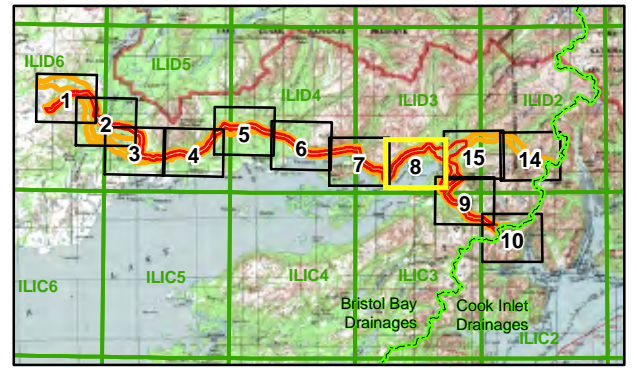 ILID6
ILID5
ILID4
ILID3
ILID2
1
2
3
4
5
6
7
8
15
14
9
10
LAKE
ILIC6
ILIC5
ILIC4
ILIC3
ILIC2
Bristol Bay
Drainages
Cook Inlet
Drainages